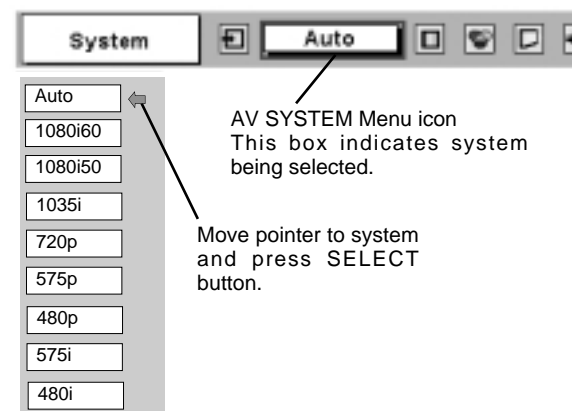 System
Auto
Auto
1080i60
1080i50
1035i
720p
575p
480p
575i
480i
AV SYSTEM Menu icon
This box indicates system
being selected.
Move pointer to system
and press SELECT
button.